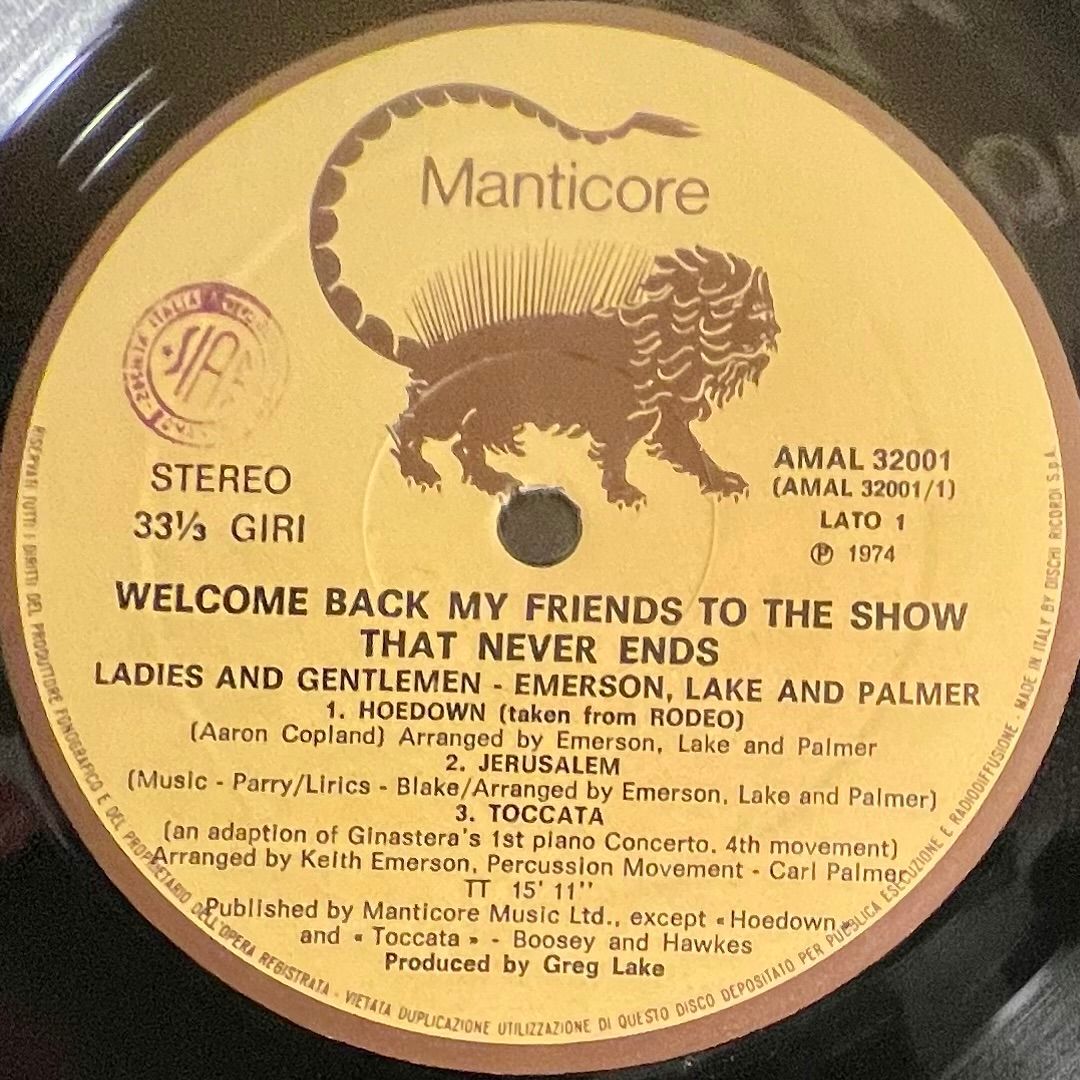 Manticore
SIAE
ITALIA
STEREO
33⅓ GIRI
AMAL 32001
(AMAL 32001/1)
LATO 1
℗ 1974
WELCOME BACK MY FRIENDS TO THE SHOW
THAT NEVER ENDS
LADIES AND GENTLEMEN - EMERSON, LAKE AND PALMER
1. HOEDOWN (taken from RODEO)
(Aaron Copland) Arranged by Emerson, Lake and Palmer
2. JERUSALEM
(Music - Parry/Lirics - Blake/Arranged by Emerson, Lake and Palmer)
3. TOCCATA
(an adaption of Ginastera's 1st piano Concerto. 4th movement)
Arranged by Keith Emerson, Percussion Movement - Carl Palmer
TT 15' 11''
Published by Manticore Music Ltd., except «Hoedown»
and «Toccata» - Boosey and Hawkes
Produced by Greg Lake
RISERVATI TUTTI I DIRITTI DEL PRODUTTORE FONOGRAFICO E DEL PROPRIETARIO DELL'OPERA REGISTRATA - VIETATA DUPLICAZIONE UTILIZZAZIONE DI QUESTO DISCO DEPOSITATO PER PUBBLICA ESECUZIONE E RADIODIFFUSIONE. MADE IN ITALY BY DISCHI RICORDI S.p.A.